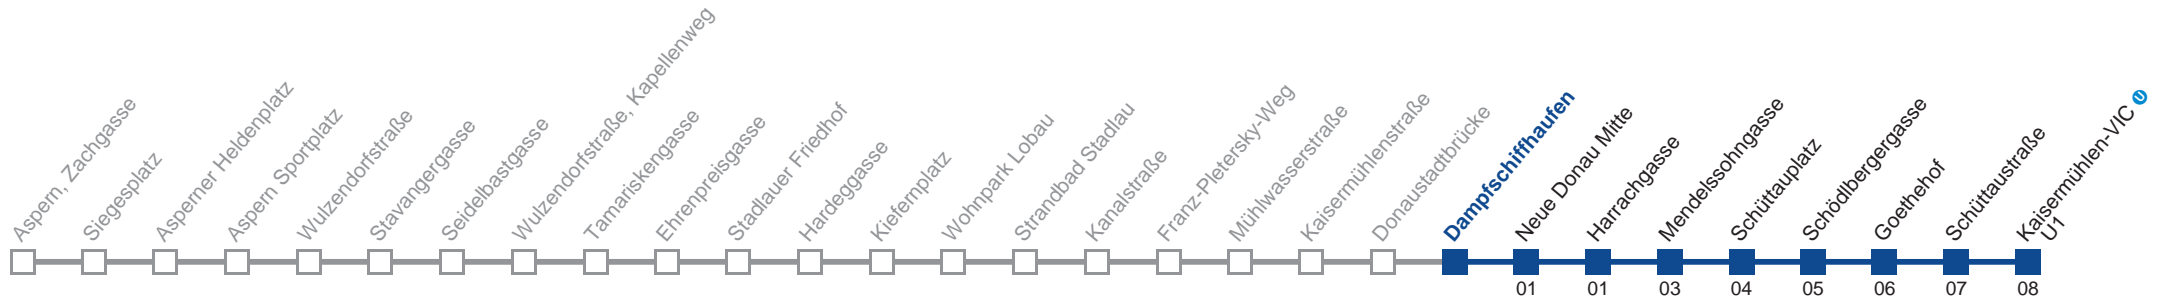 Aspern, Zachgasse
Siegesplatz
Asperner Heldenplatz
Aspern Sportplatz
Wulzendorfstraße
Stavangergasse
Seidelbastgasse
Wulzendorfstraße, Kapellenweg
Tamariskengasse
Ehrenpreisgasse
Stadlauer Friedhof
Hardeggasse
Kiefernplatz
Wohnpark Lobau
Strandbad Stadlau
Kanalstraße
Franz-Pletersky-Weg
Mühlwasserstraße
Kaisermühlenstraße
Donaustadtbrücke
Dampfschiffhaufen
Neue Donau Mitte
Harrachgasse
Mendelssohngasse
Schüttauplatz
Schödlbergergasse
Goethehof
Schüttaustraße
Kaisermühlen-VIC U
U1
01 01 03 04 05 06 07 08